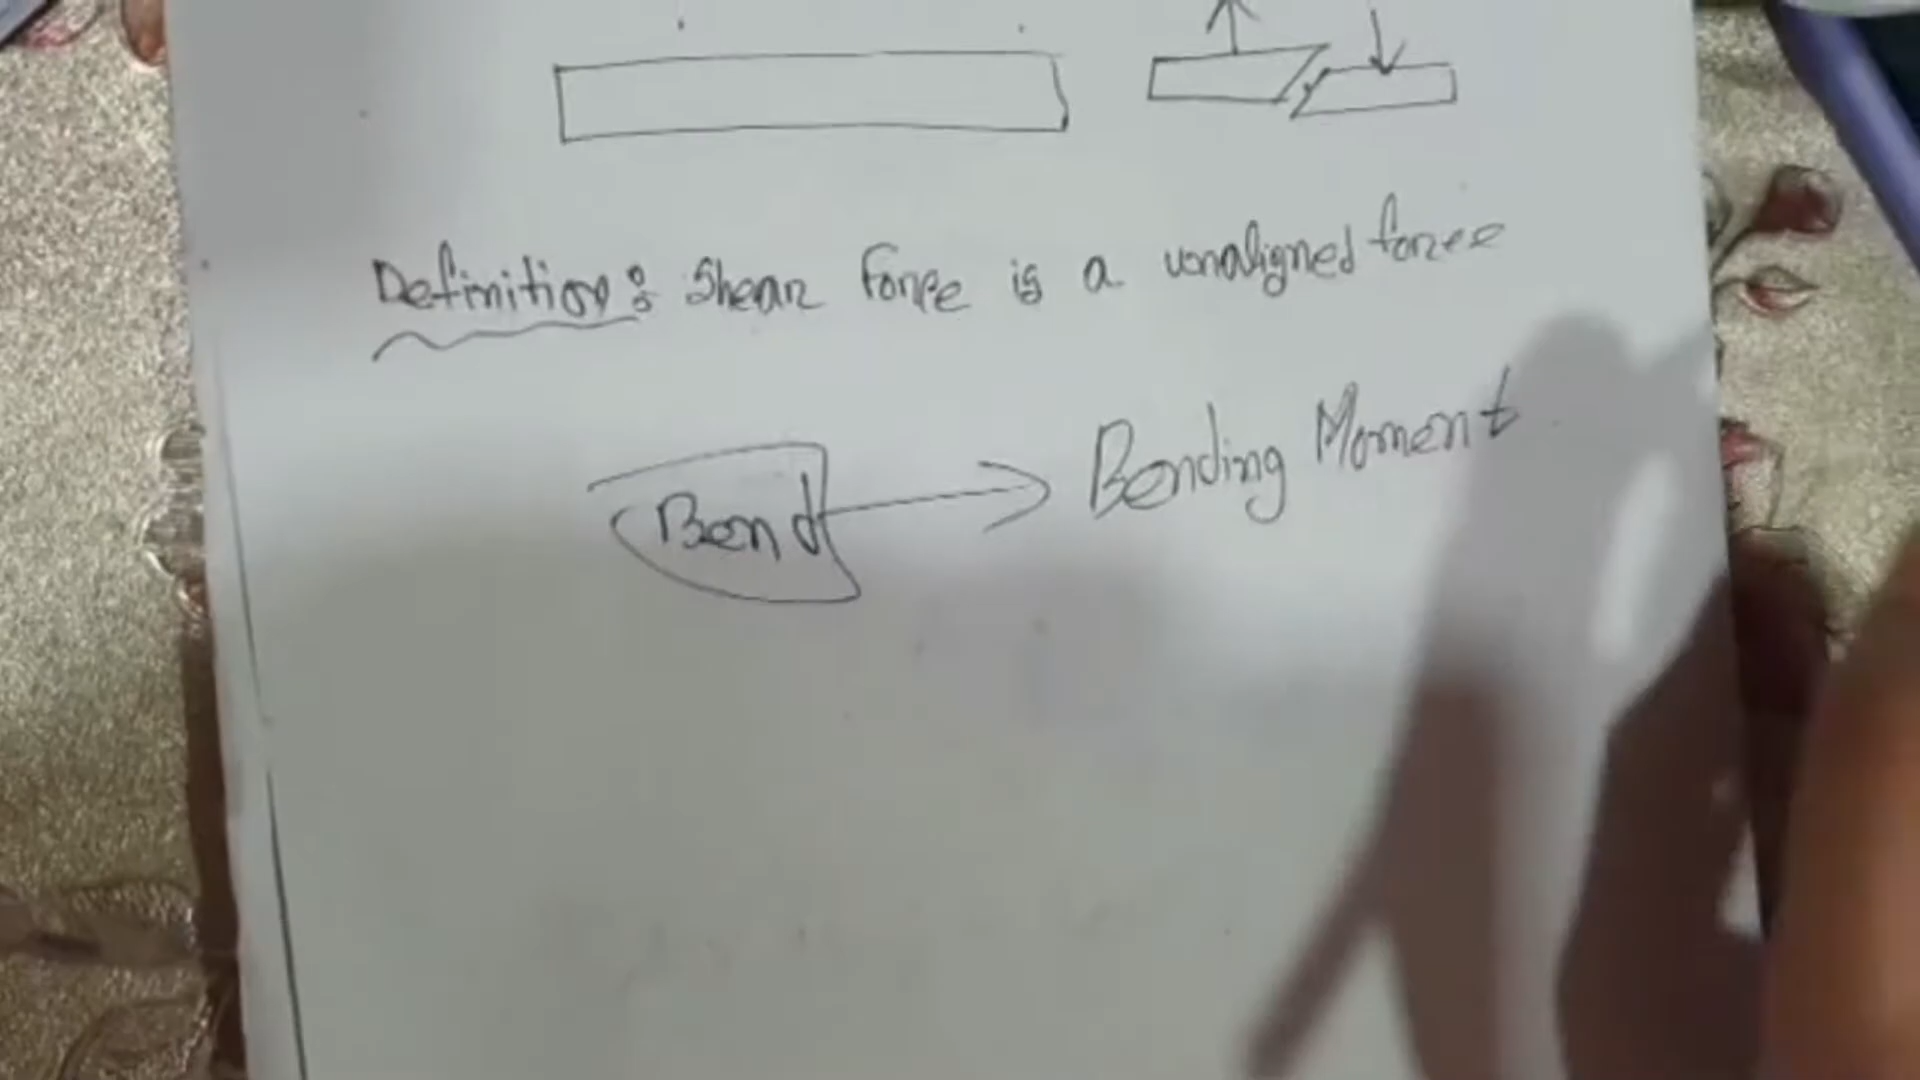 Definition: Shear Force is a unaligned force
Bend → Bending Moment